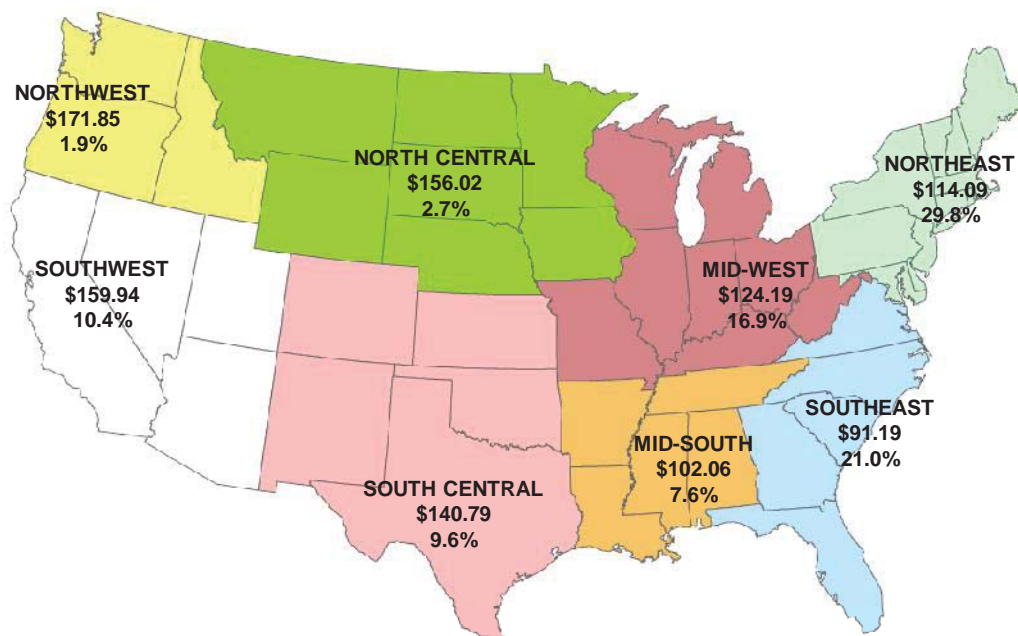 NORTHWEST
$171.85
1.9%
NORTH CENTRAL
$156.02
2.7%
NORTHEAST
$114.09
29.8%
SOUTHWEST
$159.94
10.4%
MID-WEST
$124.19
16.9%
SOUTHEAST
$91.19
21.0%
MID-SOUTH
$102.06
7.6%
SOUTH CENTRAL
$140.79
9.6%